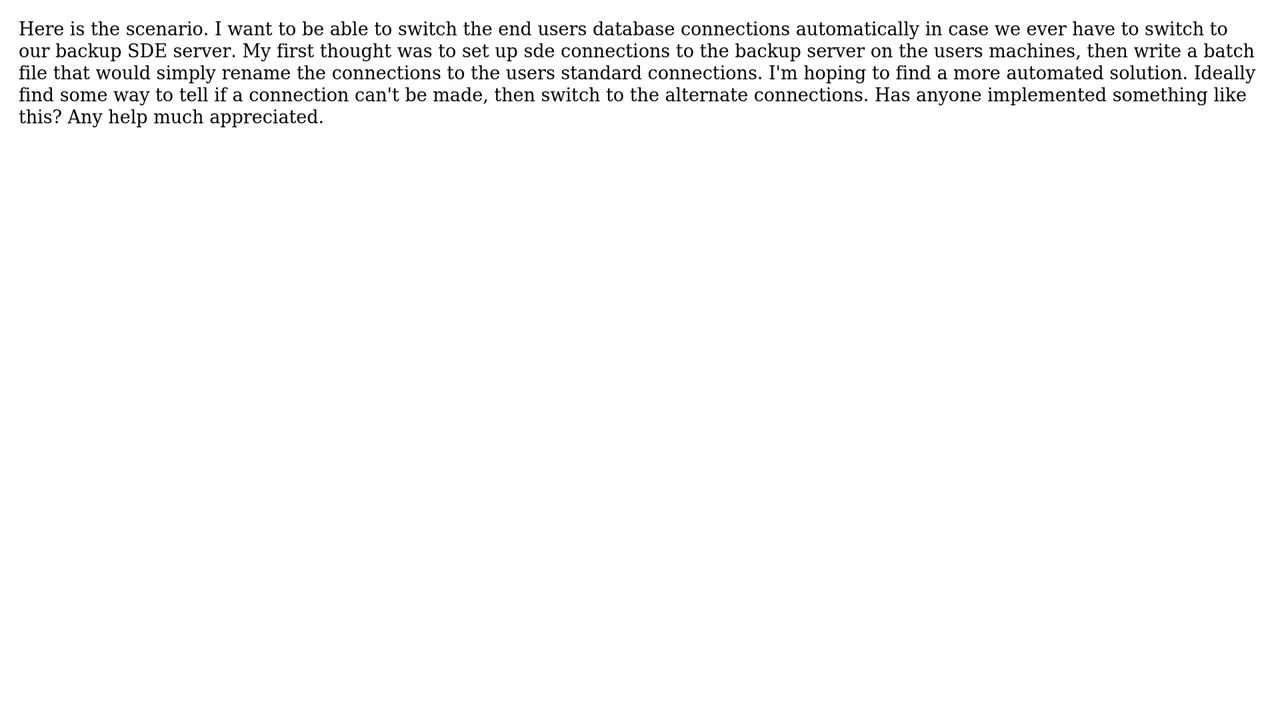 Here is the scenario. I want to be able to switch the end users database connections automatically in case we ever have to switch to
our backup SDE server. My first thought was to set up sde connections to the backup server on the users machines, then write a batch
file that would simply rename the connections to the users standard connections. I'm hoping to find a more automated solution. Ideally
find some way to tell if a connection can't be made, then switch to the alternate connections. Has anyone implemented something like
this? Any help much appreciated.